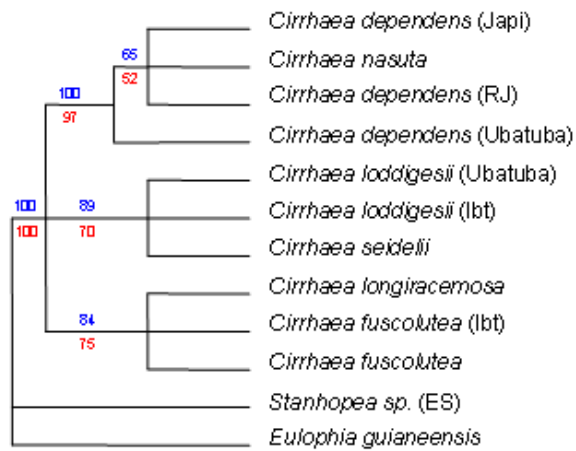 Cirrhaea dependens (Japi)
65
Cirrhaea nasuta
52
100
Cirrhaea dependens (RJ)
97
Cirrhaea dependens (Ubatuba)
Cirrhaea loddigesii (Ubatuba)
100
89
Cirrhaea loddigesii (Ibt)
100
70
Cirrhaea seidelii
Cirrhaea longiracemosa
84
Cirrhaea fuscolutea (Ibt)
75
Cirrhaea fuscolutea
Stanhopea sp. (ES)
Eulophia guianeensis